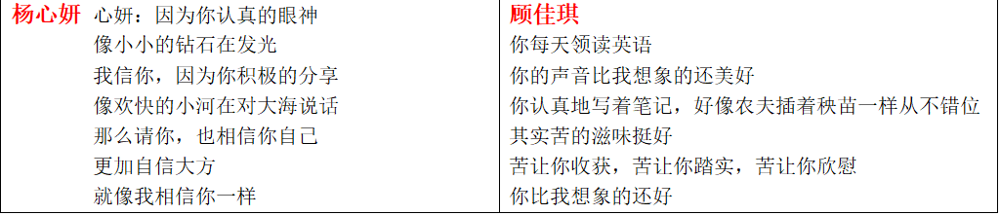 杨心妍 心妍：因为你认真的眼神
像小小的钻石在发光
我信你，因为你积极的分享
像欢快的小河在对大海说话
那么请你，也相信你自己
更加自信大方
就像我相信你一样
顾佳琪
你每天领读英语
你的声音比我想象的还美好
你认真地写着笔记，好像农夫插着秧苗一样从不错位
其实苦的滋味挺好
苦让你收获，苦让你踏实，苦让你欣慰
你比我想象的还好